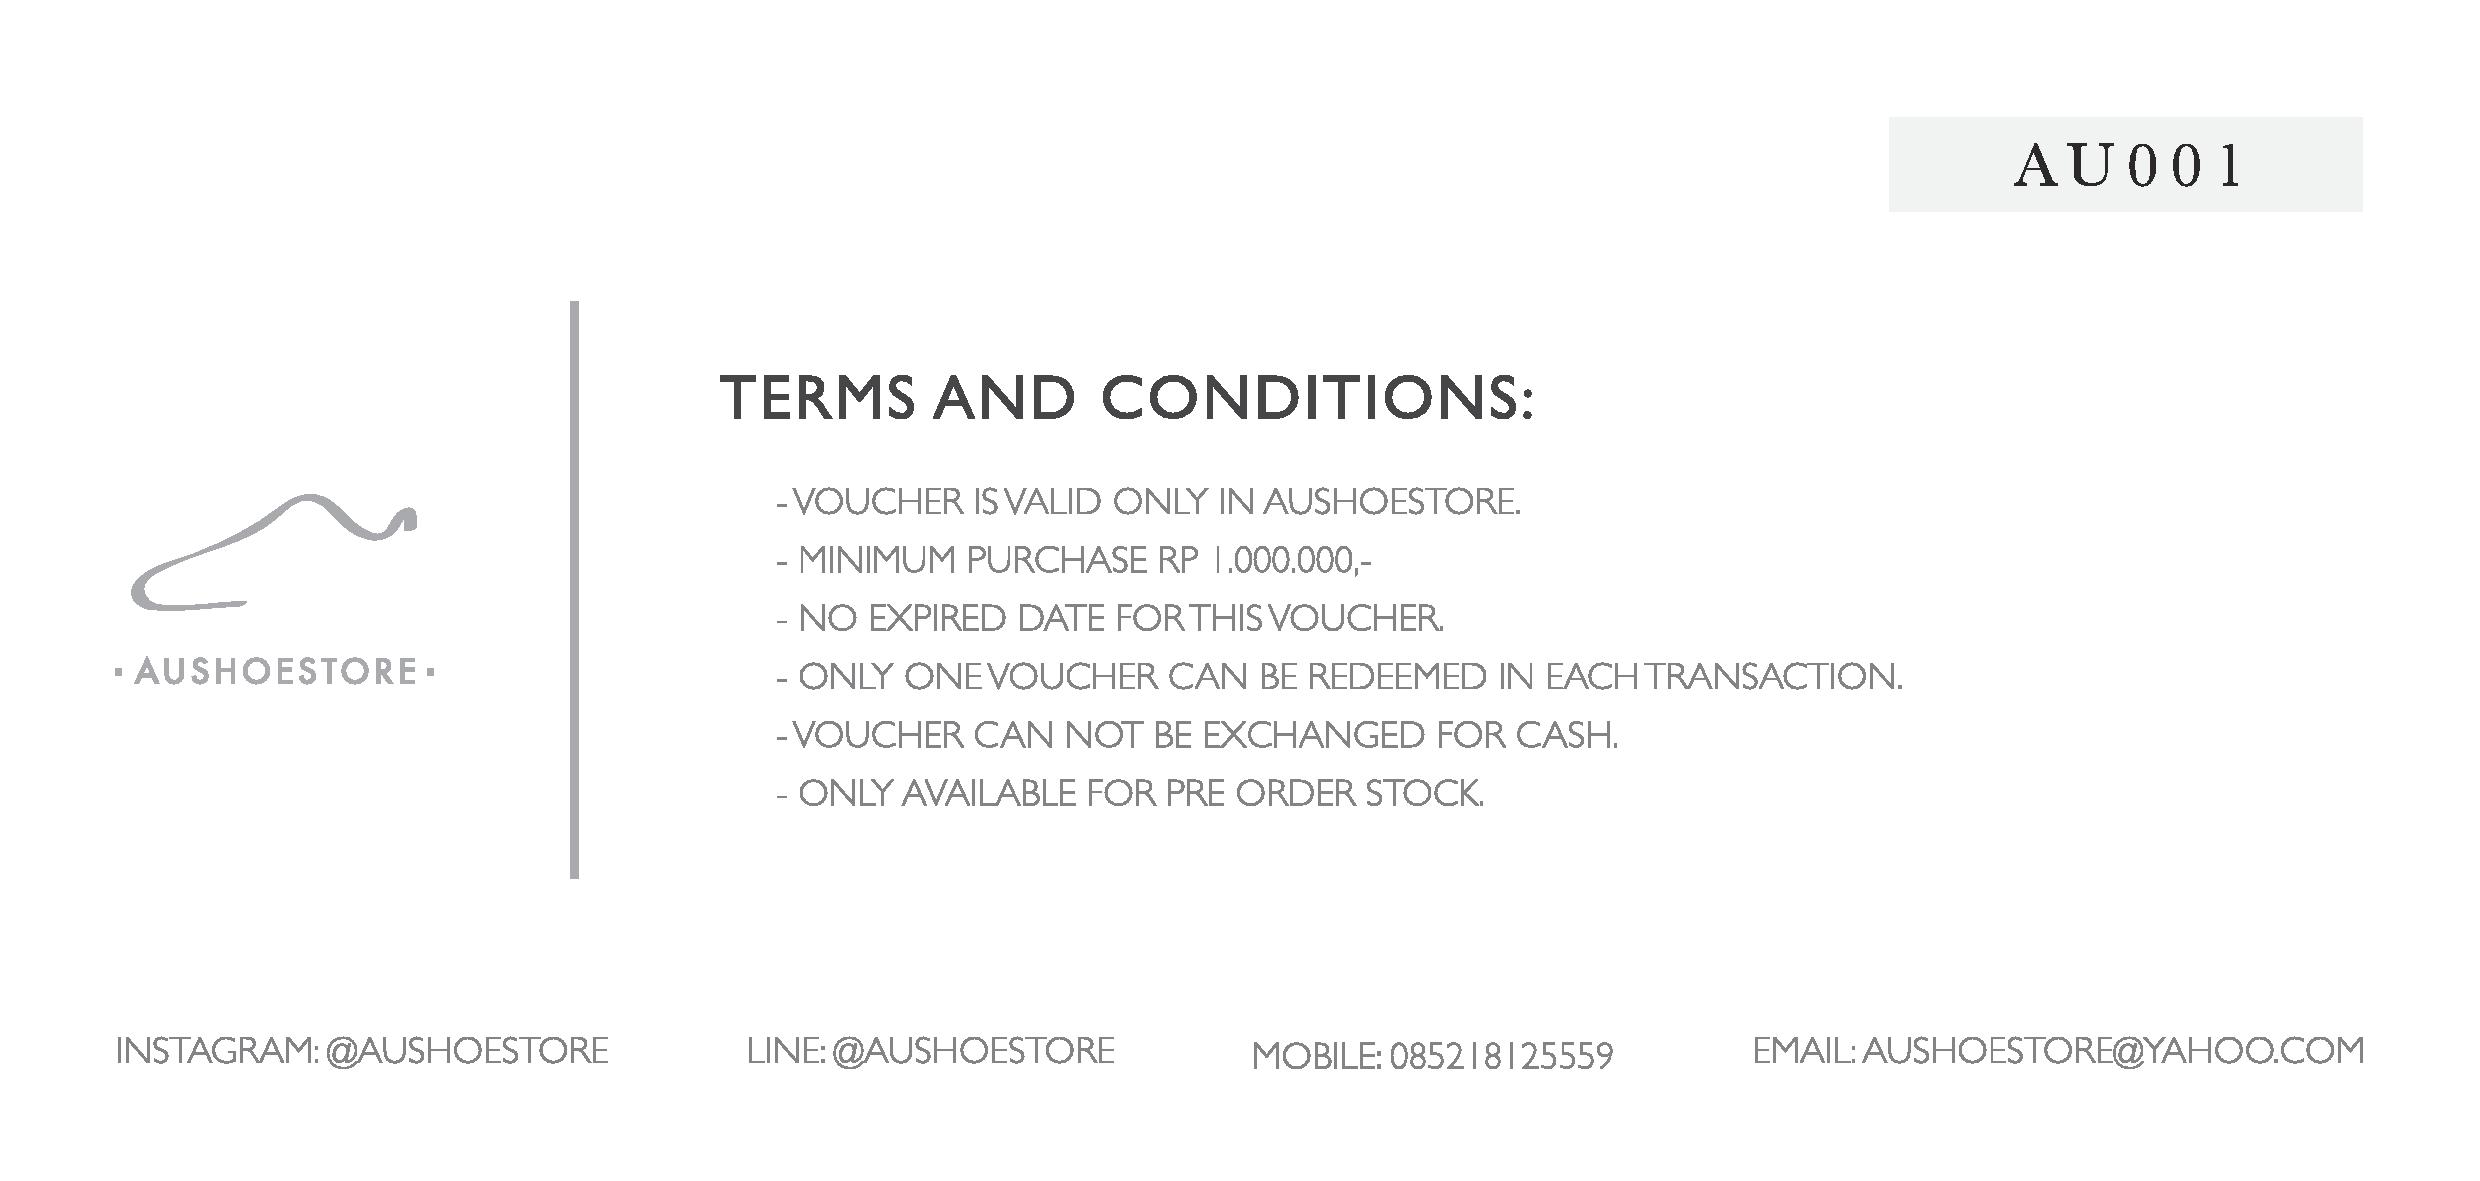 AU001
TERMS AND CONDITIONS:
- VOUCHER IS VALID ONLY IN AUSHOESTORE.
- MINIMUM PURCHASE RP 1.000.000,-
- NO EXPIRED DATE FOR THIS VOUCHER.
- ONLY ONE VOUCHER CAN BE REDEEMED IN EACH TRANSACTION.
- VOUCHER CAN NOT BE EXCHANGED FOR CASH.
- ONLY AVAILABLE FOR PRE ORDER STOCK.
· AUSHOESTORE ·
INSTAGRAM: @AUSHOESTORE
LINE: @AUSHOESTORE
MOBILE: 085218125559
EMAIL: AUSHOESTORE@YAHOO.COM